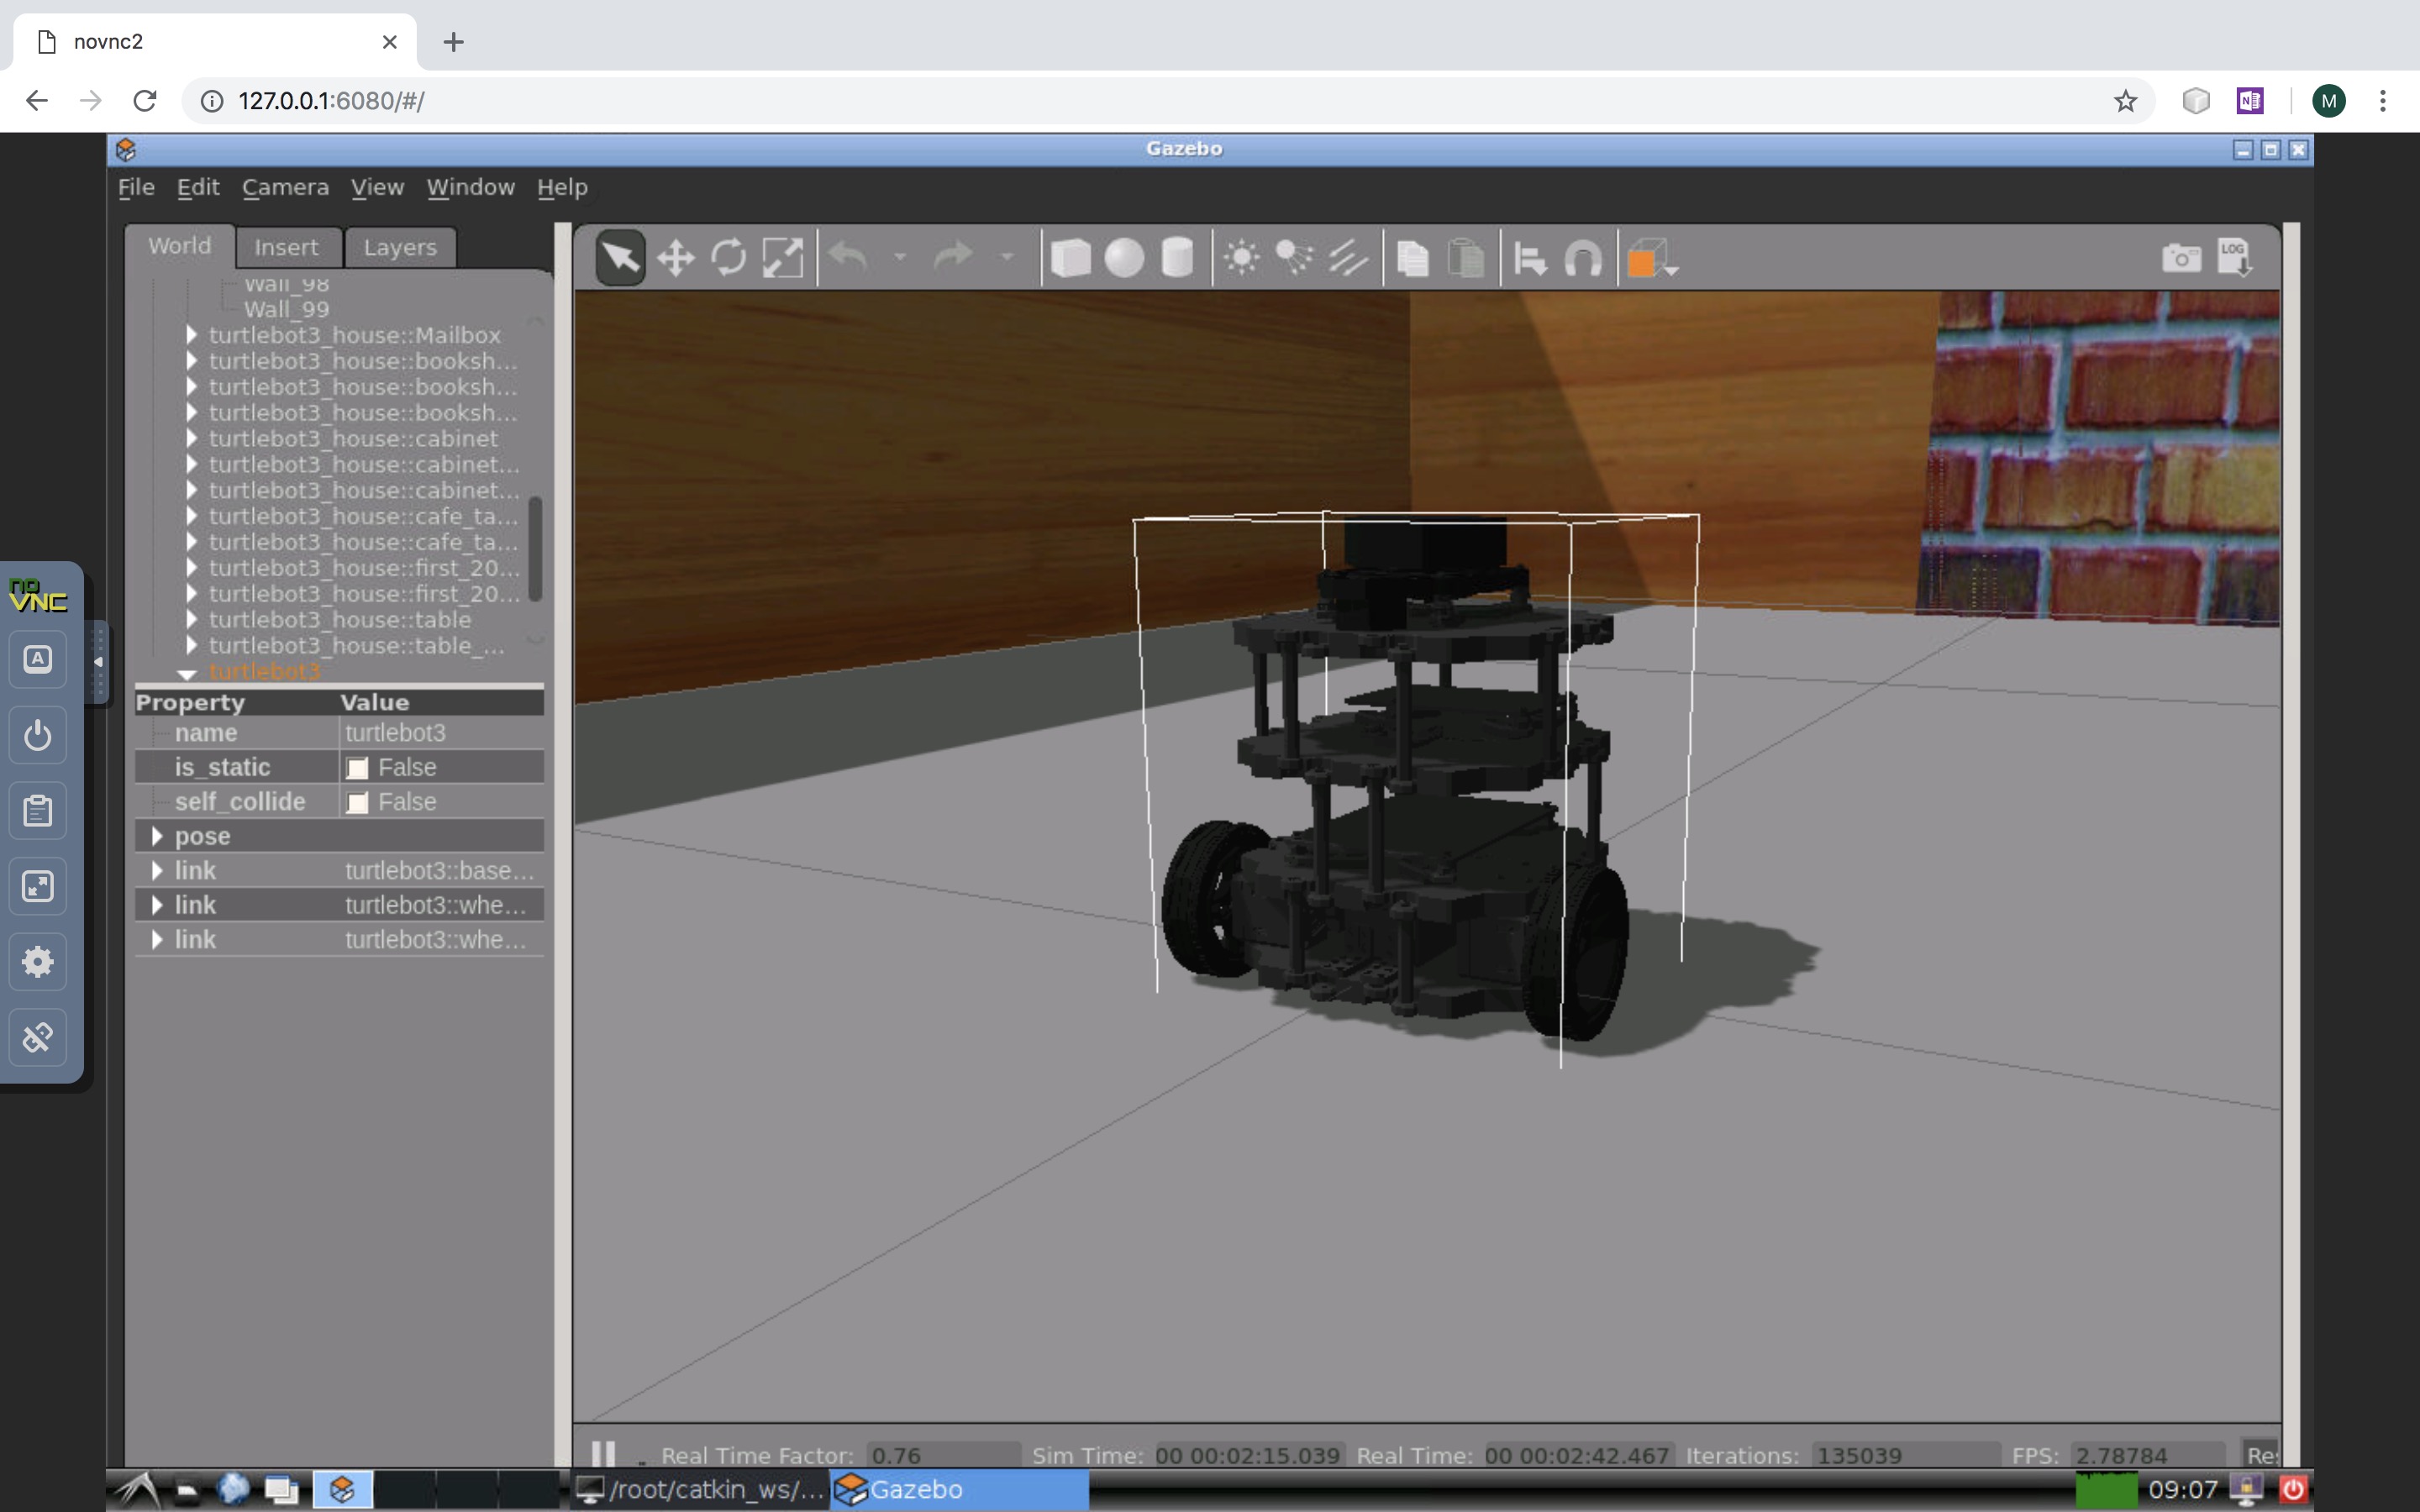 novnc2
127.0.0.1:6080/#/
M
Gazebo
File Edit Camera View Window Help
World Insert Layers
LOG
Wall_98
Wall_99
turtlebot3_house::Mailbox
turtlebot3_house::booksh...
turtlebot3_house::booksh...
turtlebot3_house::booksh...
turtlebot3_house::cabinet
turtlebot3_house::cabinet...
turtlebot3_house::cabinet...
turtlebot3_house::cafe_ta...
turtlebot3_house::cafe_ta...
turtlebot3_house::first_20...
turtlebot3_house::first_20...
turtlebot3_house::table
turtlebot3_house::table_...
turtlebot3
no
VNC
A
Property Value
name turtlebot3
is_static False
self_collide False
pose
link turtlebot3::base...
link turtlebot3::whe...
link turtlebot3::whe...
Real Time Factor: 0.76 Sim Time: 00 00:02:15.039 Real Time: 00 00:02:42.467 Iterations: 135039 FPS: 2.78784 Re
/root/catkin_ws/... Gazebo 09:07